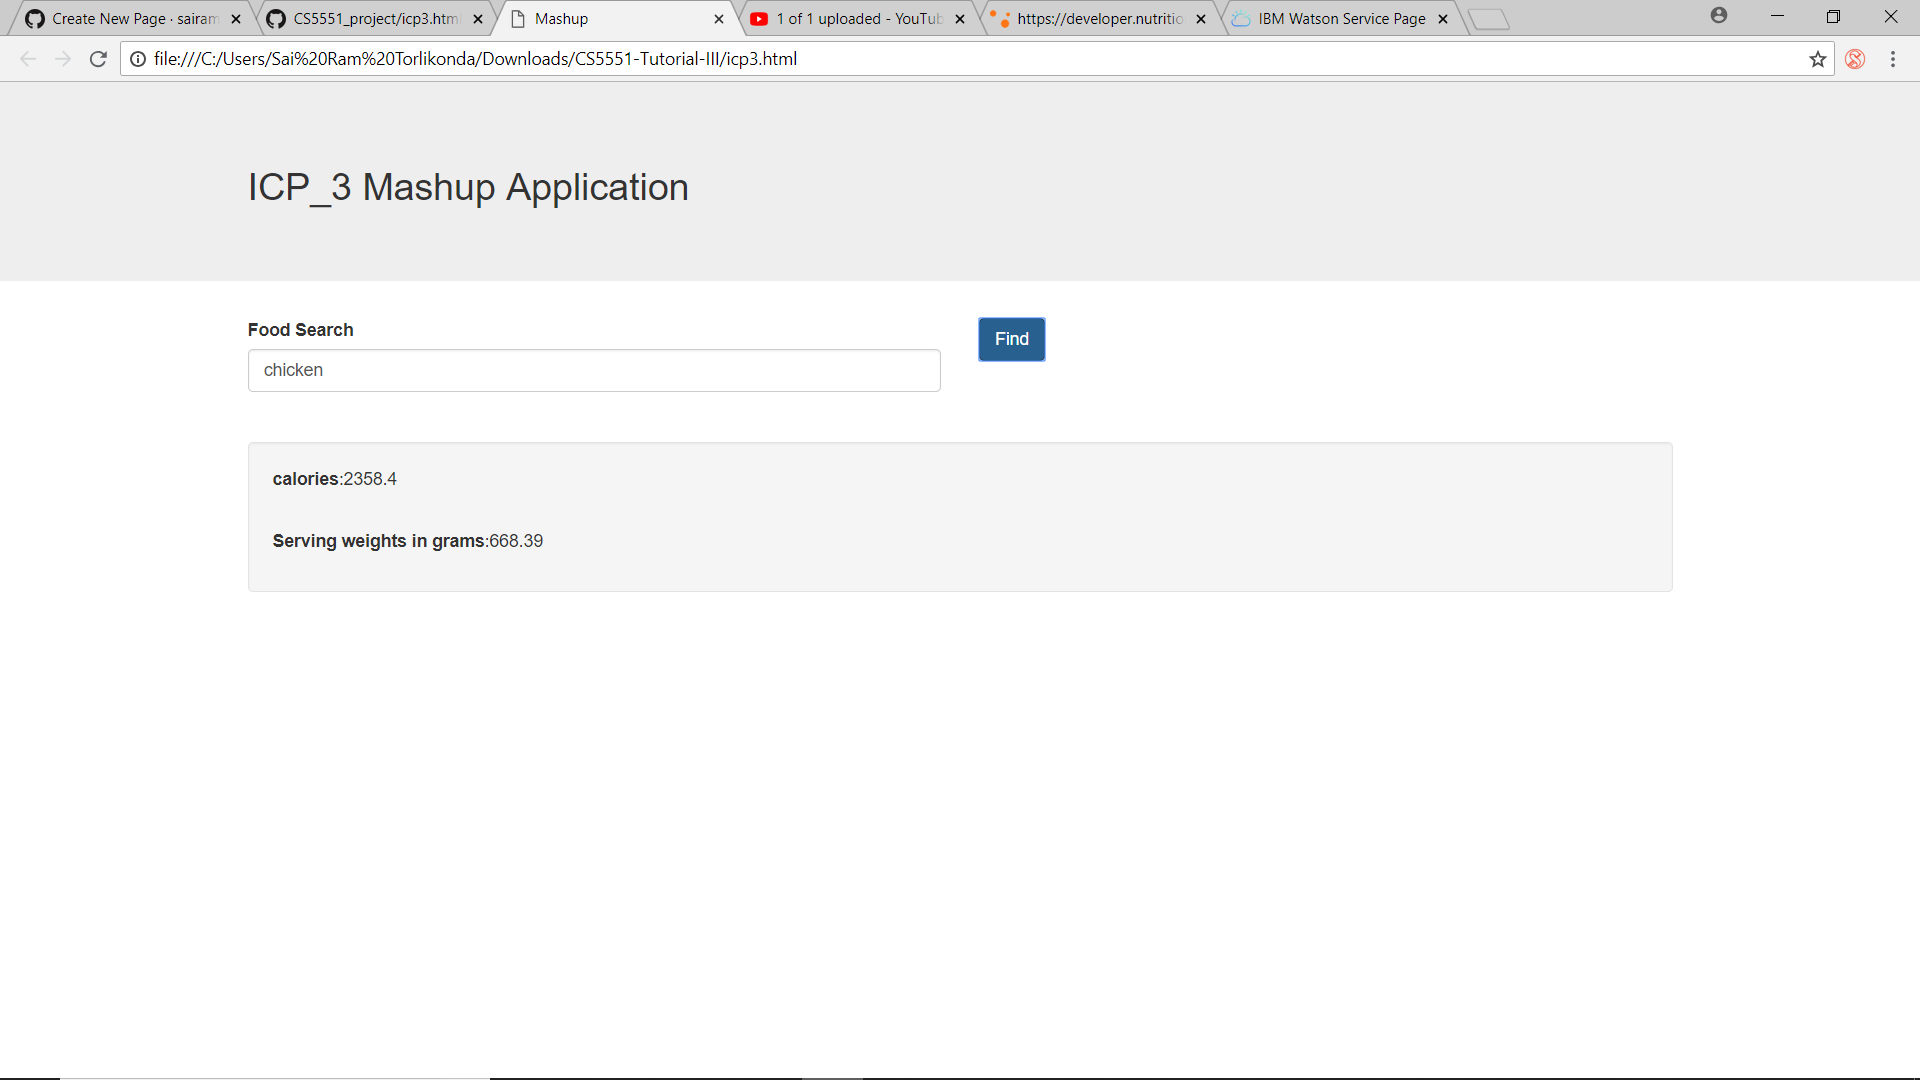 Create New Page · sairam
CS5551_project/icp3.html
Mashup
1 of 1 uploaded - YouTub
https://developer.nutritio
IBM Watson Service Page
file:///C:/Users/Sai%20Ram%20Torlikonda/Downloads/CS5551-Tutorial-III/icp3.html
ICP_3 Mashup Application
Food Search
Find
chicken
calories:2358.4
Serving weights in grams:668.39